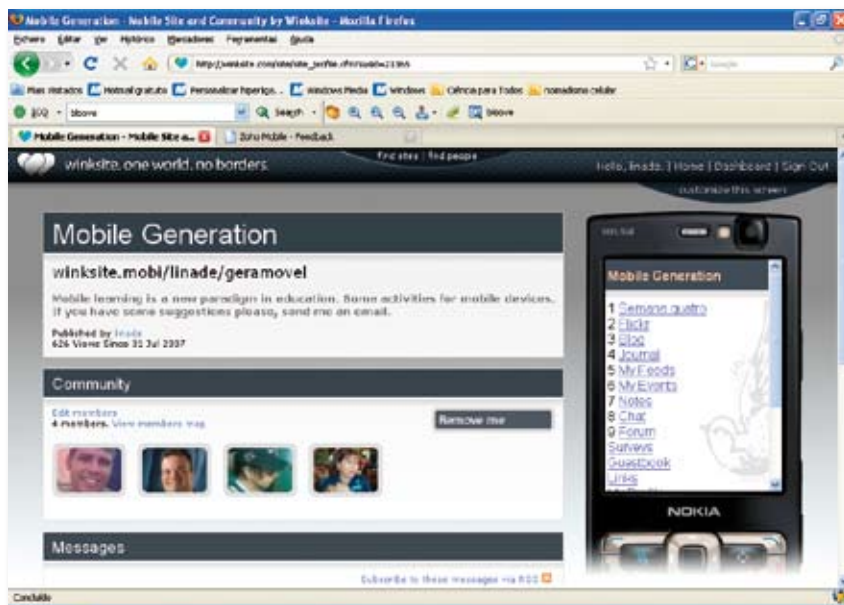 Mobile Generation - Mobile Site and Community by Winksite - Mozilla Firefox
Ficheiro Editar Ver Histórico Marcadores Ferramentas Ajuda
Google
Mais Visitados Hotmail gratuito Personalizar hiperlig... Windows Media Windows Ciência para Todos nomadismo celular
Search
Mobile Generation - Mobile Site a... Zoho Mobile - Feedback
find sites | find people
winksite. one world. no borders.
Hello, linade. | Home | Dashboard | Sign Out
customize this screen
Mobile Generation
winksite.mobi/linade/geramovel
Mobile learning is a new paradigm in education. Some activities for mobile devices.
If you have some suggestions please, send me an email.
Published by linade
626 Views Since 31 Jul 2007
Community
Edit members
4 members. View members map
Remove me
Messages
Subscribe to these messages via RSS
Mobile Generation
1 Semana quatro
2 Flickr
3 Blog
4 Journal
5 My Feeds
6 My Events
7 Notes
8 Chat
9 Forum
Surveys
Guestbook
Links
NOKIA
Concluído